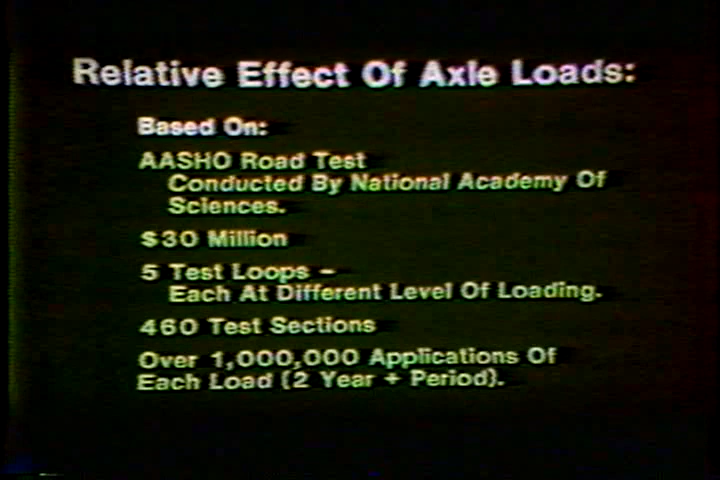 Relative Effect Of Axle Loads:
Based On:
AASHO Road Test
Conducted By National Academy Of
Sciences.
$30 Million
5 Test Loops –
Each At Different Level Of Loading.
460 Test Sections
Over 1,000,000 Applications Of
Each Load (2 Year + Period).